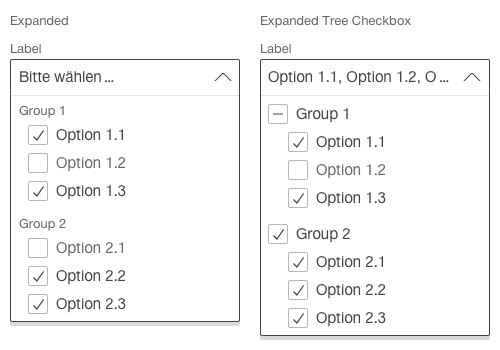 Expanded
Label
Bitte wählen ...
Group 1
Option 1.1
Option 1.2
Option 1.3
Group 2
Option 2.1
Option 2.2
Option 2.3
Expanded Tree Checkbox
Label
Option 1.1, Option 1.2, O ...
Group 1
Option 1.1
Option 1.2
Option 1.3
Group 2
Option 2.1
Option 2.2
Option 2.3